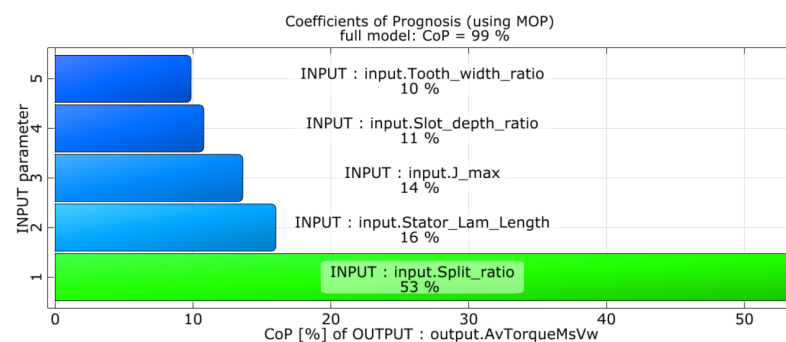 Coefficients of Prognosis (using MOP)
full model: CoP = 99 %
INPUT parameter
5
INPUT : input.Tooth_width_ratio
10 %
4
INPUT : input.Slot_depth_ratio
11 %
3
INPUT : input.J_max
14 %
2
INPUT : input.Stator_Lam_Length
16 %
1
INPUT : input.Split_ratio
53 %
0 10 20 30 40 50
CoP [%] of OUTPUT : output.AvTorqueMsVw